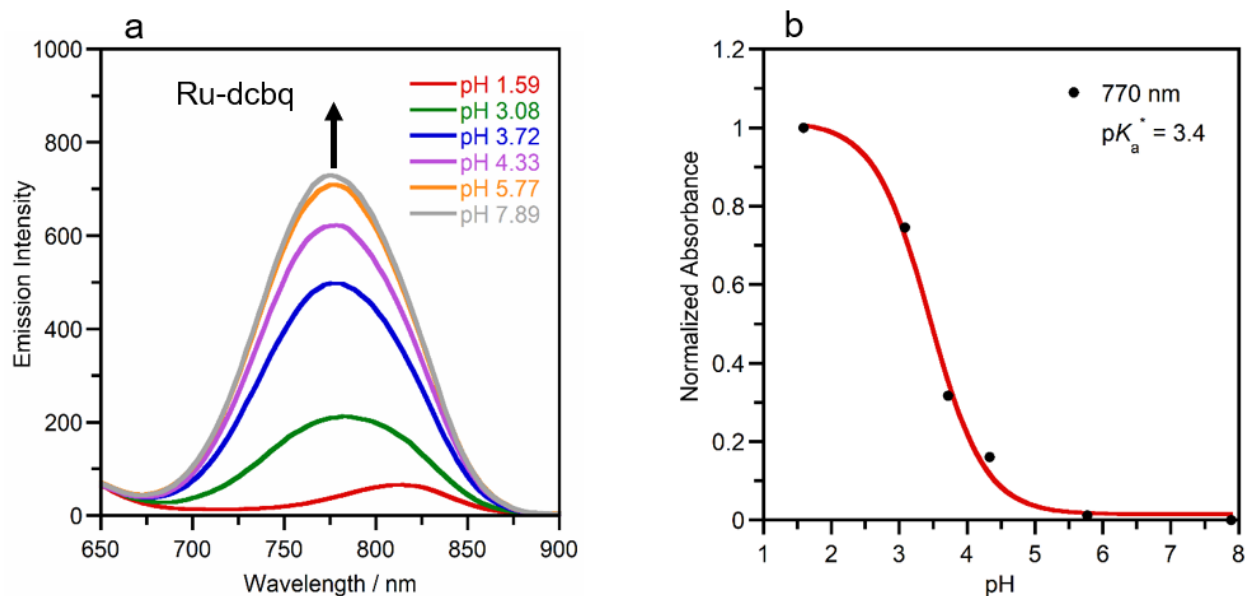 a
1000
800
600
400
200
0
Emission Intensity
Ru-dcbq
pH 1.59
pH 3.08
pH 3.72
pH 4.33
pH 5.77
pH 7.89
650 700 750 800 850 900
Wavelength / nm
b
1.2
1
0.8
0.6
0.4
0.2
0
Normalized Absorbance
770 nm
pKa* = 3.4
1 2 3 4 5 6 7 8
pH